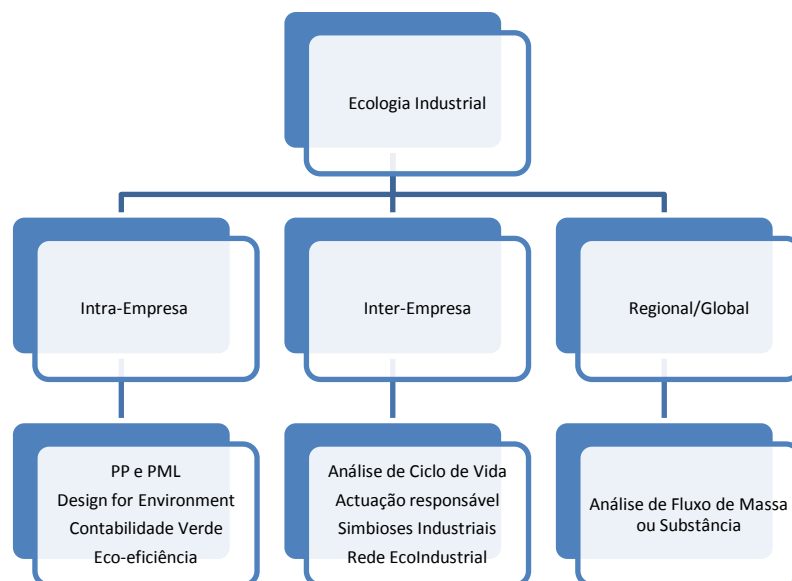 Ecologia Industrial
Intra-Empresa
Inter-Empresa
Regional/Global
PP e PML
Design for Environment
Contabilidade Verde
Eco-eficiência
Análise de Ciclo de Vida
Actuação responsável
Simbioses Industriais
Rede EcoIndustrial
Análise de Fluxo de Massa
ou Substância